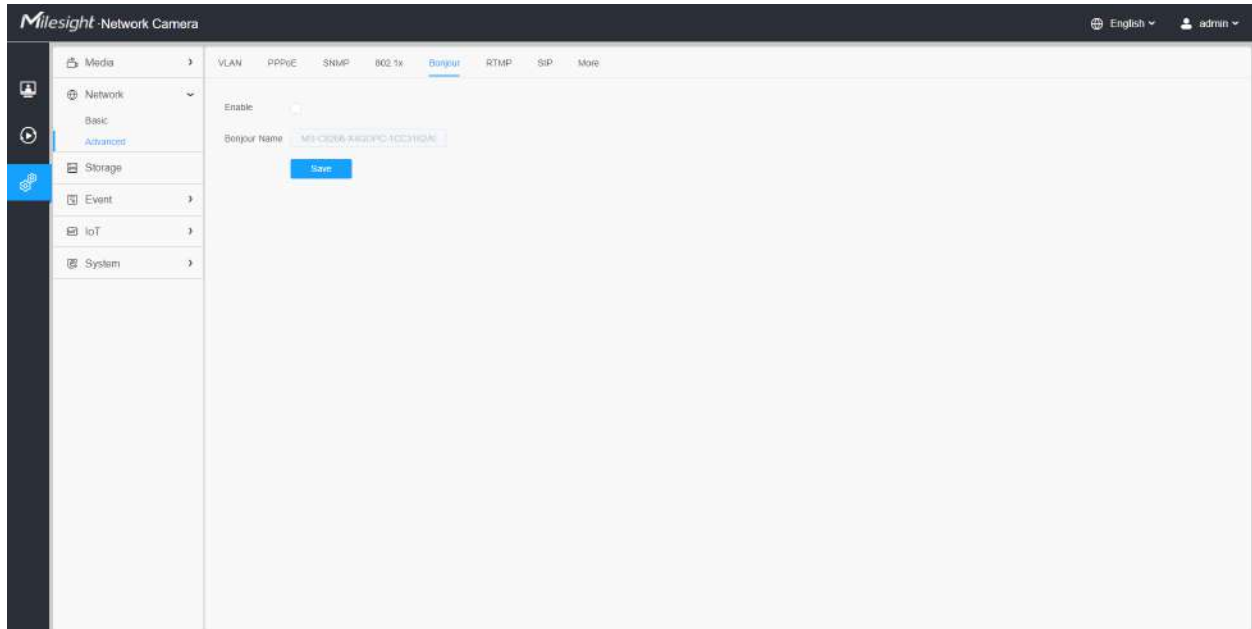 Milesight · Network Camera
English
admin
Media
VLAN PPPoE SNMP 802.1x Bonjour RTMP SIP More
Network
Enable
Basic
Bonjour Name
Advanced
Save
Storage
Event
IoT
System